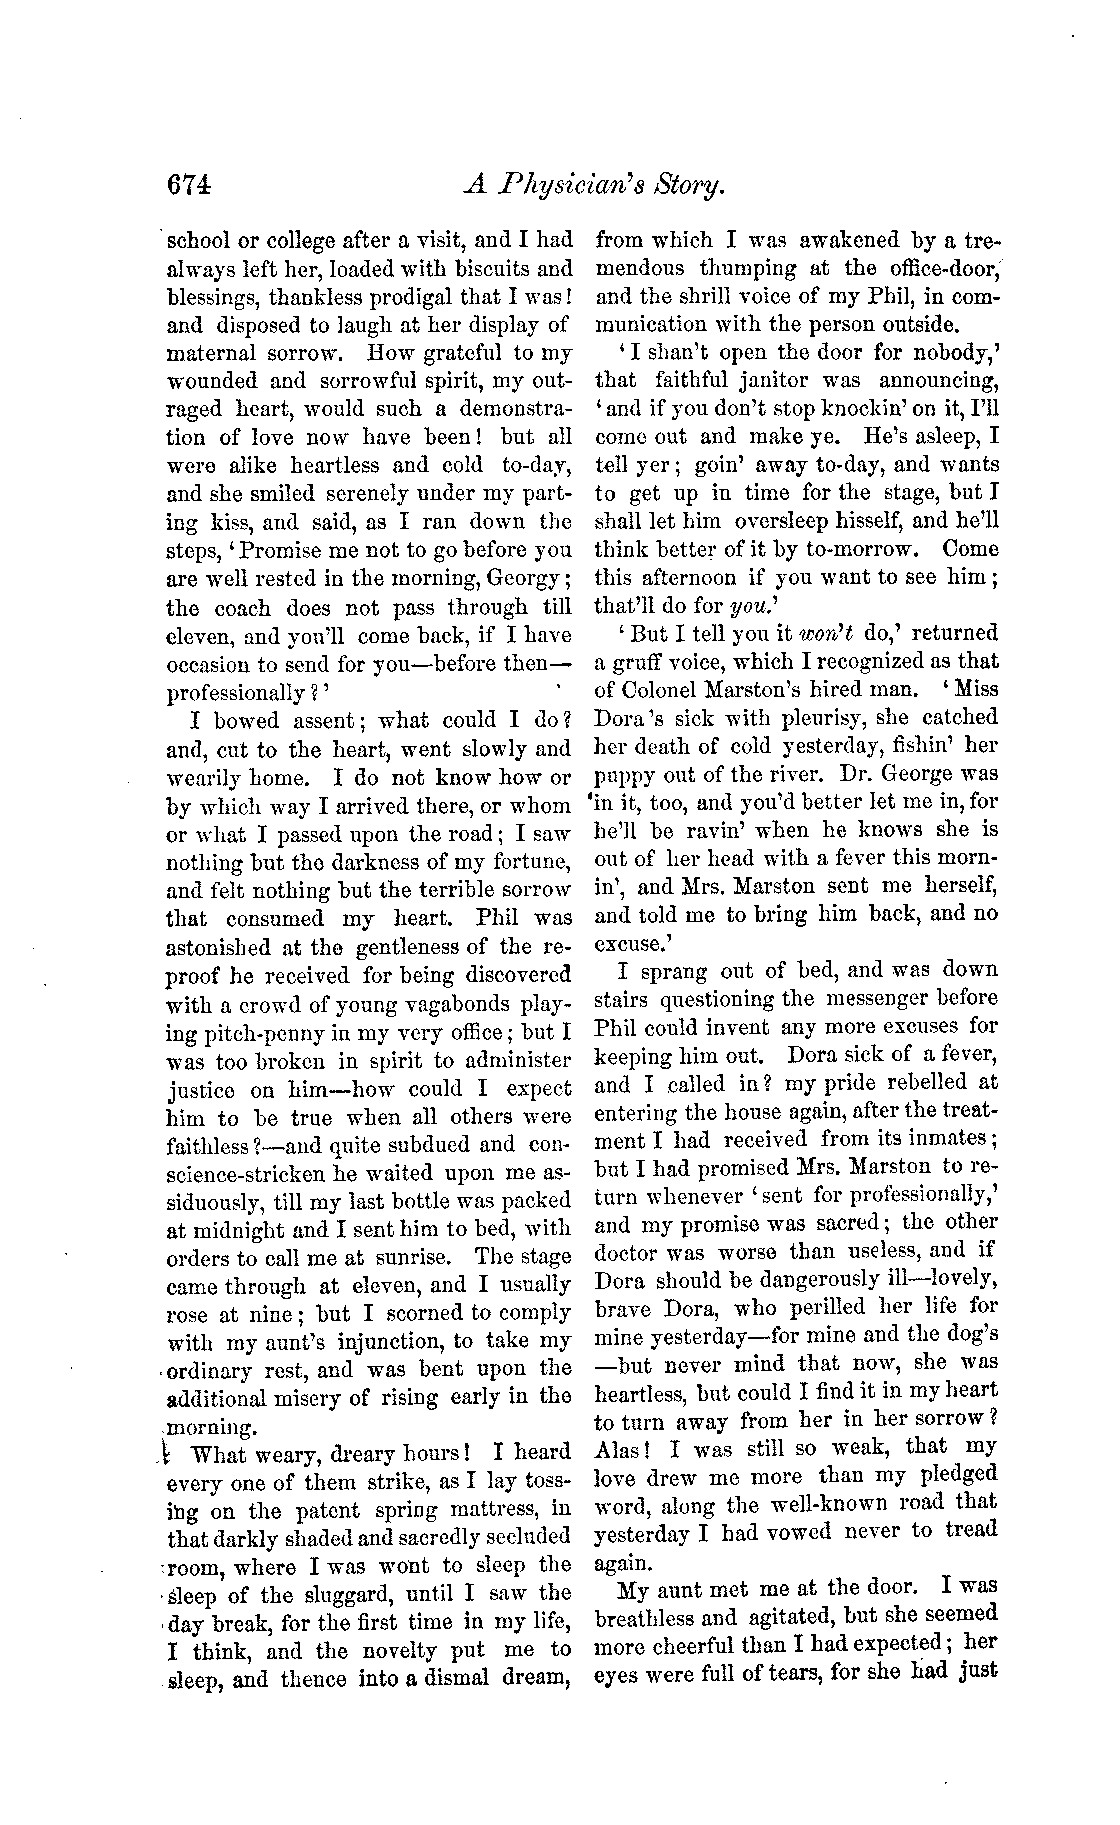 674
A Physician's Story.
school or college after a visit, and I had
always left her, loaded with biscuits and
blessings, thankless prodigal that I was!
and disposed to laugh at her display of
maternal sorrow. How grateful to my
wounded and sorrowful spirit, my out-
raged heart, would such a demonstra-
tion of love now have been! but all
were alike heartless and cold to-day,
and she smiled serenely under my part-
ing kiss, and said, as I ran down the
steps, 'Promise me not to go before you
are well rested in the morning, Georgy;
the coach does not pass through till
eleven, and you'll come back, if I have
occasion to send for you—before then—
professionally?'
I bowed assent; what could I do?
and, cut to the heart, went slowly and
wearily home. I do not know how or
by which way I arrived there, or whom
or what I passed upon the road; I saw
nothing but the darkness of my fortune,
and felt nothing but the terrible sorrow
that consumed my heart. Phil was
astonished at the gentleness of the re-
proof he received for being discovered
with a crowd of young vagabonds play-
ing pitch-penny in my very office; but I
was too broken in spirit to administer
justice on him—how could I expect
him to be true when all others were
faithless?—and quite subdued and con-
science-stricken he waited upon me as-
siduously, till my last bottle was packed
at midnight and I sent him to bed, with
orders to call me at sunrise. The stage
came through at eleven, and I usually
rose at nine; but I scorned to comply
with my aunt's injunction, to take my
ordinary rest, and was bent upon the
additional misery of rising early in the
morning.
What weary, dreary hours! I heard
every one of them strike, as I lay toss-
ing on the patent spring mattress, in
that darkly shaded and sacredly secluded
room, where I was wont to sleep the
sleep of the sluggard, until I saw the
day break, for the first time in my life,
I think, and the novelty put me to
sleep, and thence into a dismal dream,
from which I was awakened by a tre-
mendous thumping at the office-door,
and the shrill voice of my Phil, in com-
munication with the person outside.
'I shan't open the door for nobody,'
that faithful janitor was announcing,
'and if you don't stop knockin' on it, I'll
come out and make ye. He's asleep, I
tell yer; goin' away to-day, and wants
to get up in time for the stage, but I
shall let him oversleep hisself, and he'll
think better of it by to-morrow. Come
this afternoon if you want to see him;
that'll do for you.'
'But I tell you it won't do,' returned
a gruff voice, which I recognized as that
of Colonel Marston's hired man. 'Miss
Dora's sick with pleurisy, she catched
her death of cold yesterday, fishin' her
puppy out of the river. Dr. George was
in it, too, and you'd better let me in, for
he'll be ravin' when he knows she is
out of her head with a fever this morn-
in', and Mrs. Marston sent me herself,
and told me to bring him back, and no
excuse.'
I sprang out of bed, and was down
stairs questioning the messenger before
Phil could invent any more excuses for
keeping him out. Dora sick of a fever,
and I called in? my pride rebelled at
entering the house again, after the treat-
ment I had received from its inmates;
but I had promised Mrs. Marston to re-
turn whenever 'sent for professionally,'
and my promise was sacred; the other
doctor was worse than useless, and if
Dora should be dangerously ill—lovely,
brave Dora, who perilled her life for
mine yesterday—for mine and the dog's
—but never mind that now, she was
heartless, but could I find it in my heart
to turn away from her in her sorrow?
Alas! I was still so weak, that my
love drew me more than my pledged
word, along the well-known road that
yesterday I had vowed never to tread
again.
My aunt met me at the door. I was
breathless and agitated, but she seemed
more cheerful than I had expected; her
eyes were full of tears, for she had just